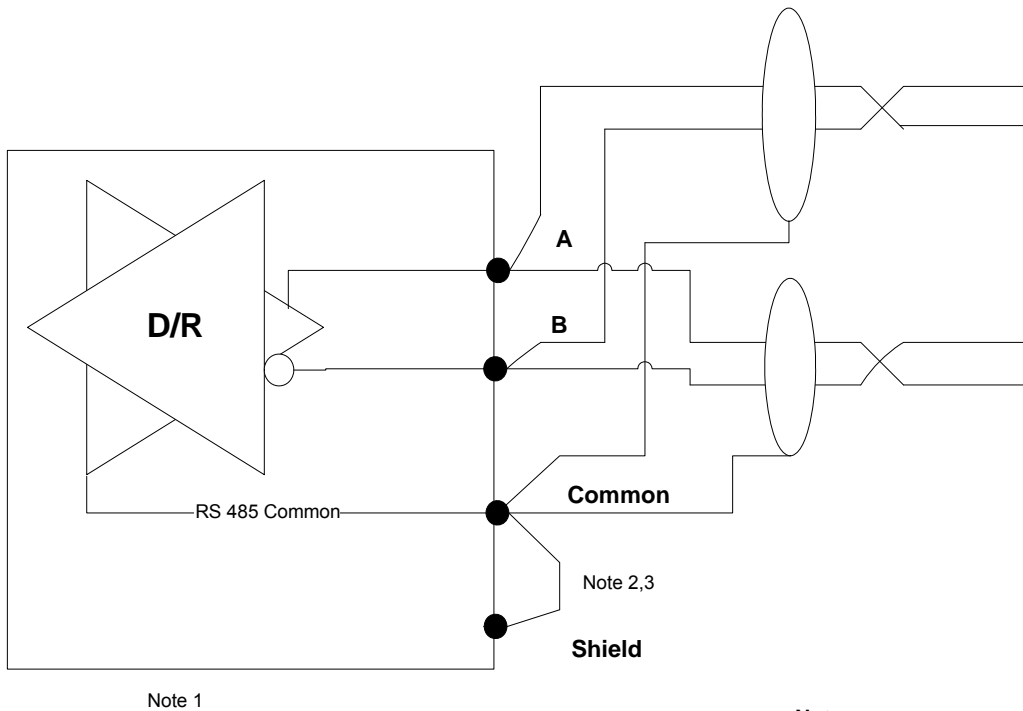 A
D/R
B
Common
RS 485 Common
Note 2,3
Shield
Note 1